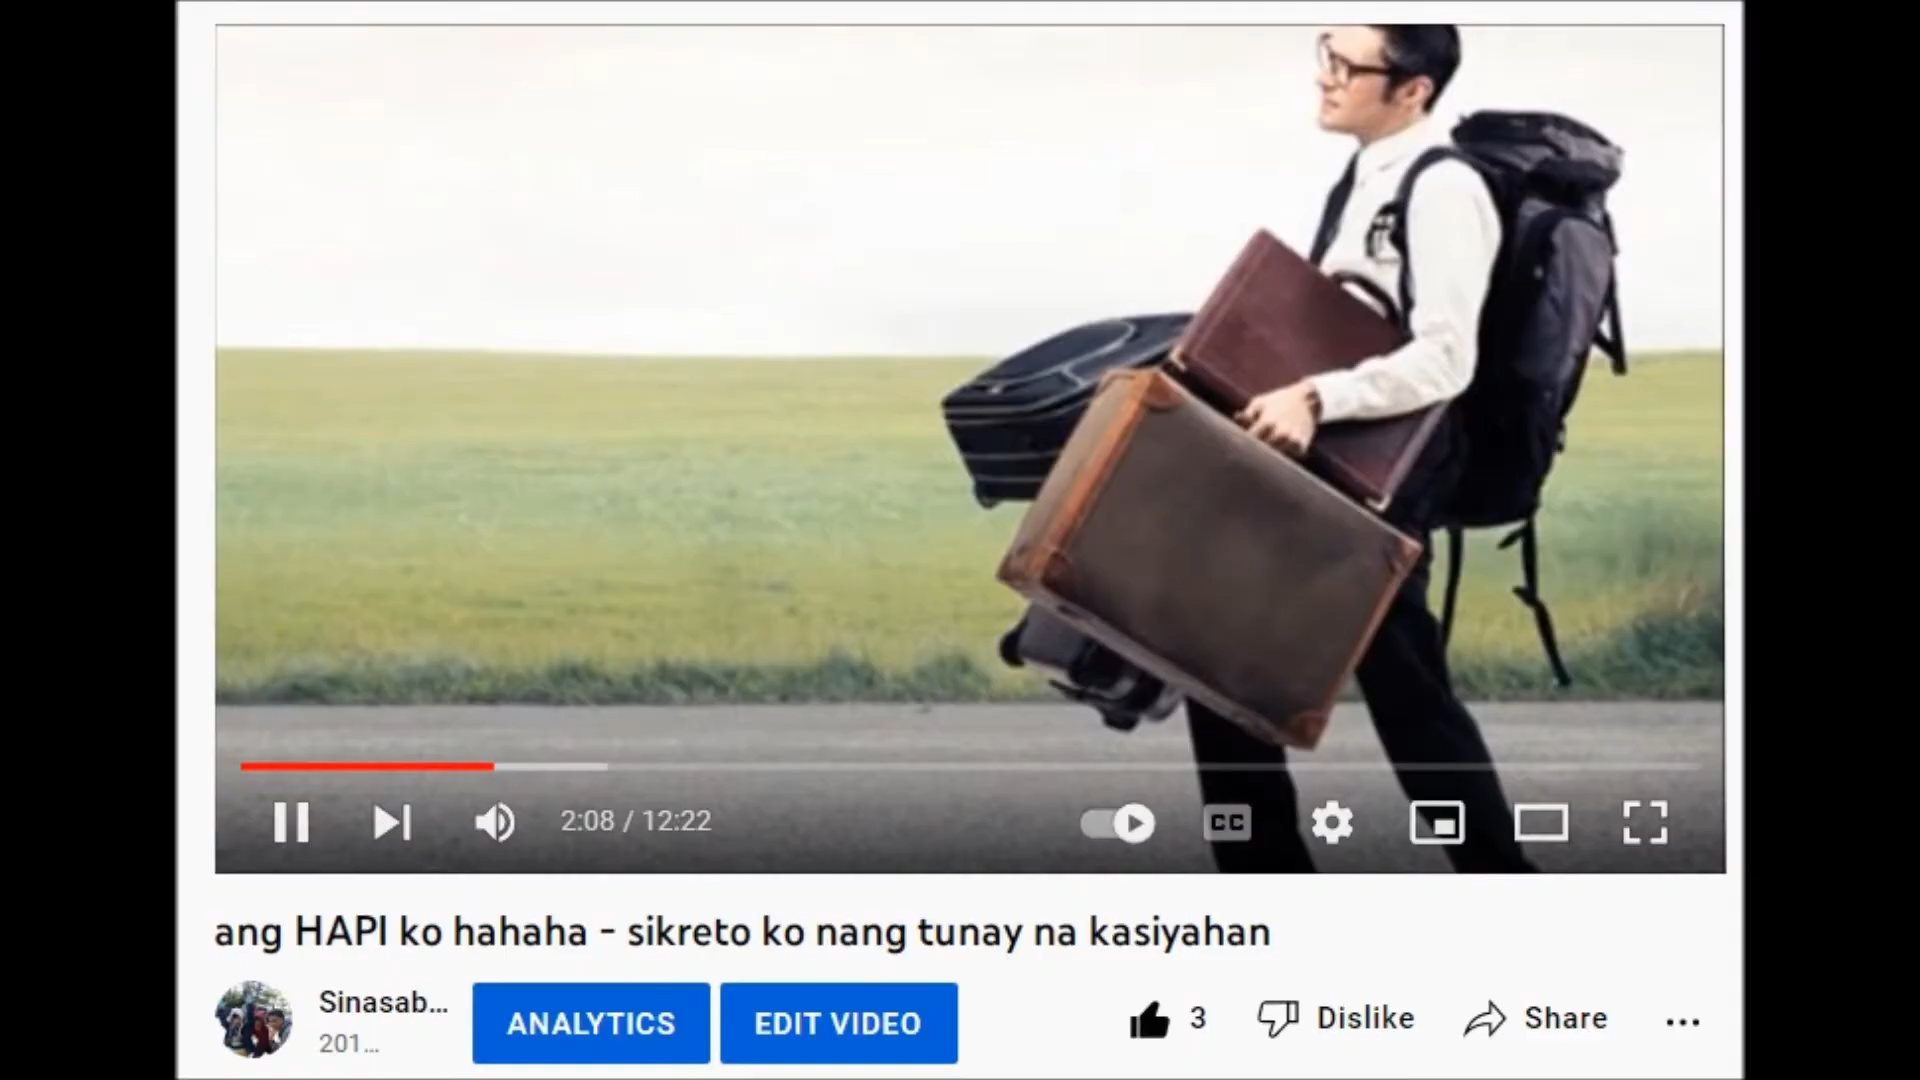 2:08 / 12:22
CC
ang HAPI ko hahaha - sikreto ko nang tunay na kasiyahan
Sinasab...
201...
ANALYTICS
EDIT VIDEO
3
Dislike
Share